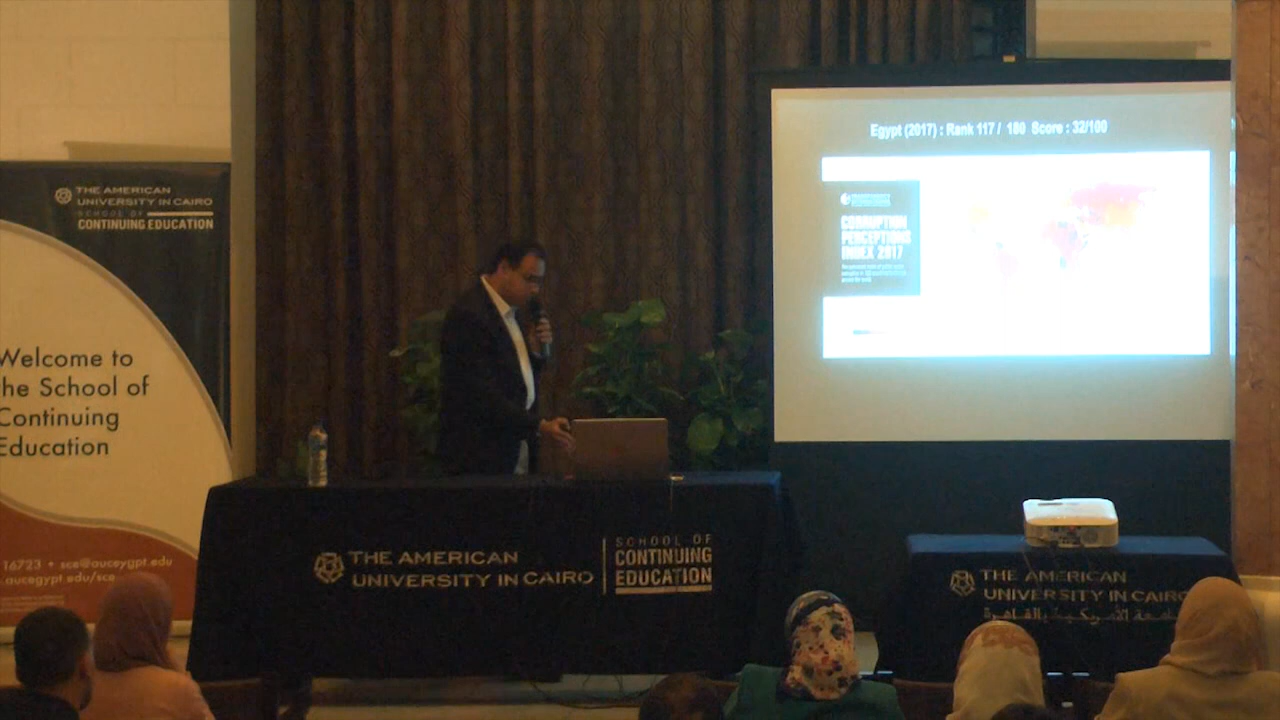 THE AMERICAN
UNIVERSITY IN CAIRO
SCHOOL OF
CONTINUING EDUCATION
Welcome to
the School of
Continuing
Education
16723 • sce@aucegypt.edu
.aucegypt.edu/sce
THE AMERICAN
UNIVERSITY IN CAIRO
SCHOOL OF
CONTINUING
EDUCATION
Egypt (2017) : Rank 117 / 180 Score : 32/100
CORRUPTION
PERCEPTIONS
INDEX 2017
THE AMERICAN
UNIVERSITY IN CAIRO
الأمريكية بالقاهرة